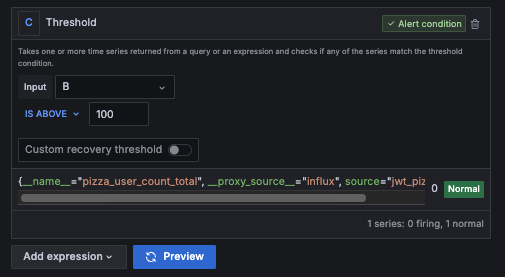 C Threshold
✓ Alert condition
Takes one or more time series returned from a query or an expression and checks if any of the series match the threshold
condition.
Input B
IS ABOVE 100
Custom recovery threshold
{__name__="pizza_user_count_total", __proxy_source__="influx", source="jwt_piz 0 Normal
1 series: 0 firing, 1 normal
Add expression Preview